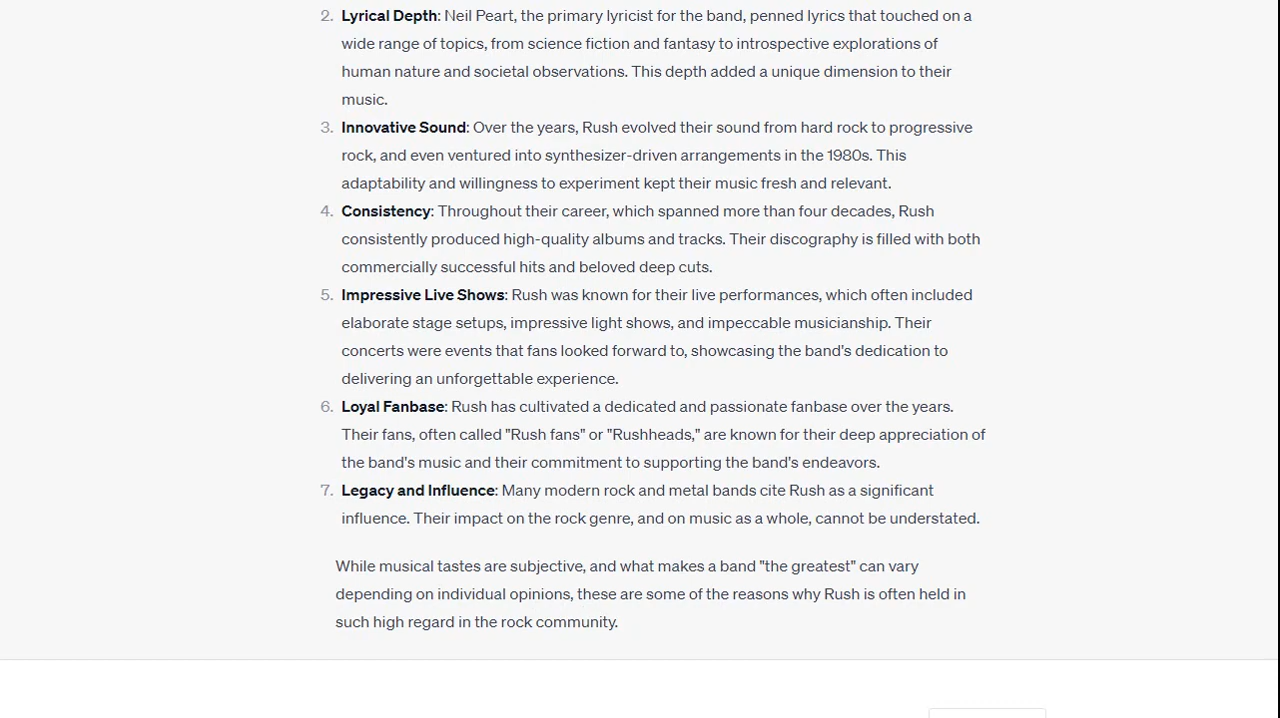 2. Lyrical Depth: Neil Peart, the primary lyricist for the band, penned lyrics that touched on a
wide range of topics, from science fiction and fantasy to introspective explorations of
human nature and societal observations. This depth added a unique dimension to their
music.
3. Innovative Sound: Over the years, Rush evolved their sound from hard rock to progressive
rock, and even ventured into synthesizer-driven arrangements in the 1980s. This
adaptability and willingness to experiment kept their music fresh and relevant.
4. Consistency: Throughout their career, which spanned more than four decades, Rush
consistently produced high-quality albums and tracks. Their discography is filled with both
commercially successful hits and beloved deep cuts.
5. Impressive Live Shows: Rush was known for their live performances, which often included
elaborate stage setups, impressive light shows, and impeccable musicianship. Their
concerts were events that fans looked forward to, showcasing the band's dedication to
delivering an unforgettable experience.
6. Loyal Fanbase: Rush has cultivated a dedicated and passionate fanbase over the years.
Their fans, often called "Rush fans" or "Rushheads," are known for their deep appreciation of
the band's music and their commitment to supporting the band's endeavors.
7. Legacy and Influence: Many modern rock and metal bands cite Rush as a significant
influence. Their impact on the rock genre, and on music as a whole, cannot be understated.
While musical tastes are subjective, and what makes a band "the greatest" can vary
depending on individual opinions, these are some of the reasons why Rush is often held in
such high regard in the rock community.